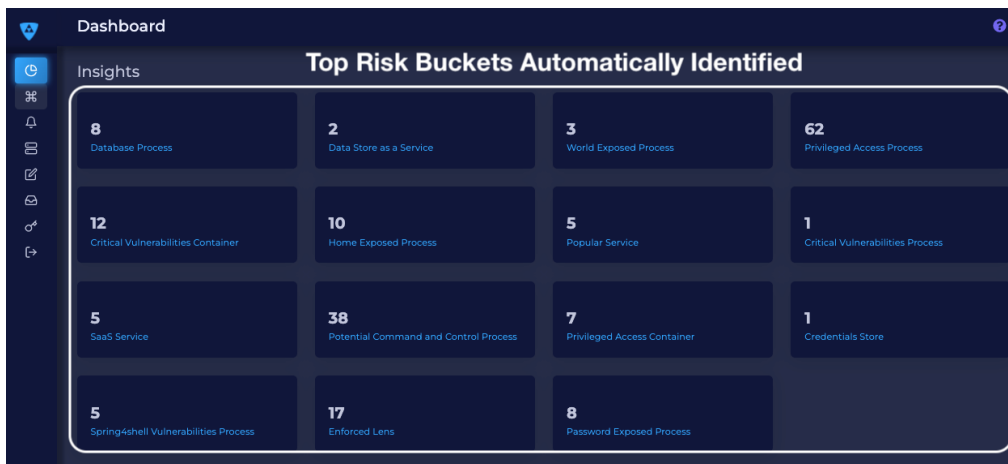 Dashboard
Insights
Top Risk Buckets Automatically Identified
8
Database Process
2
Data Store as a Service
3
World Exposed Process
62
Privileged Access Process
12
Critical Vulnerabilities Container
10
Home Exposed Process
5
Popular Service
1
Critical Vulnerabilities Process
5
SaaS Service
38
Potential Command and Control Process
7
Privileged Access Container
1
Credentials Store
5
Spring4shell Vulnerabilities Process
17
Enforced Lens
8
Password Exposed Process